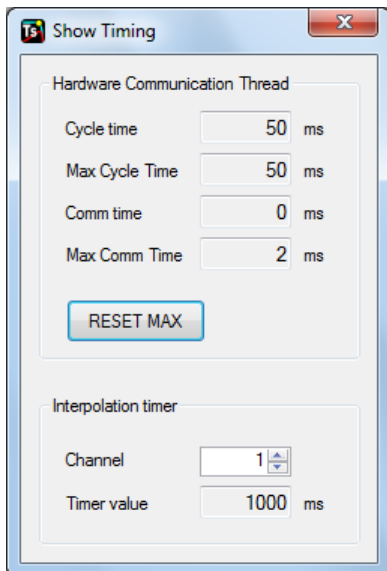 Ts Show Timing
Hardware Communication Thread
Cycle time 50 ms
Max Cycle Time 50 ms
Comm time 0 ms
Max Comm Time 2 ms
RESET MAX
Interpolation timer
Channel 1
Timer value 1000 ms